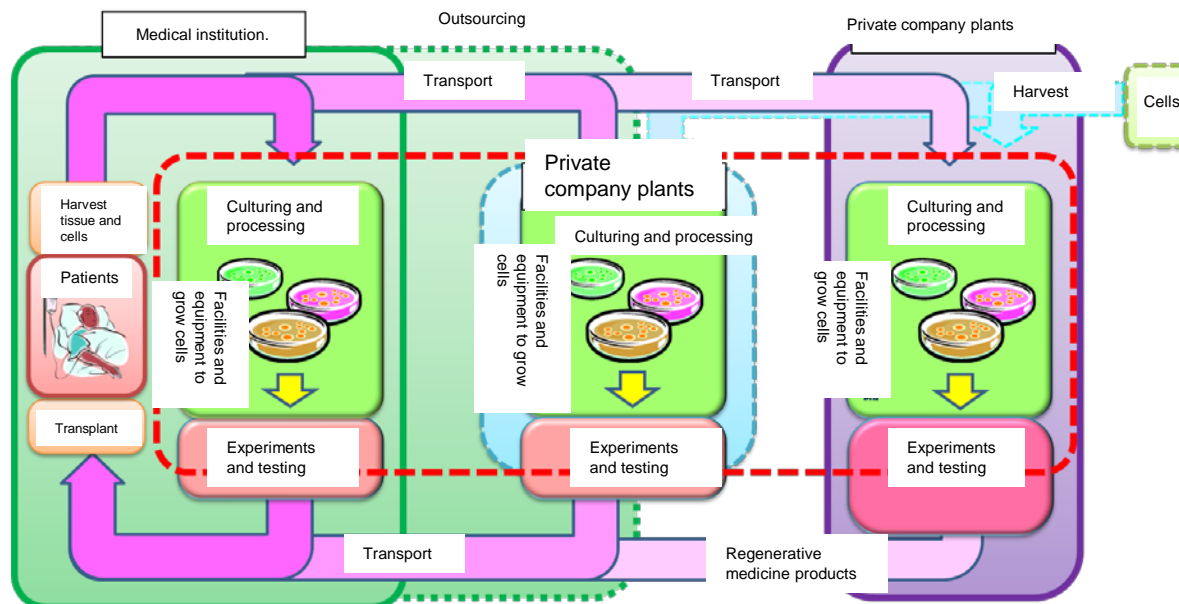 Outsourcing
Private company plants
Medical institution.
Transport
Transport
Harvest
Cells
Private
company plants
Harvest
tissue and
cells
Patients
Transplant
Culturing and
processing
Facilities and
equipment to
grow cells
Experiments
and testing
Culturing and processing
Facilities and
equipment to grow
cells
Experiments
and testing
Culturing and
processing
Facilities and
equipment to
grow cells
Experiments
and testing
Transport
Regenerative
medicine products